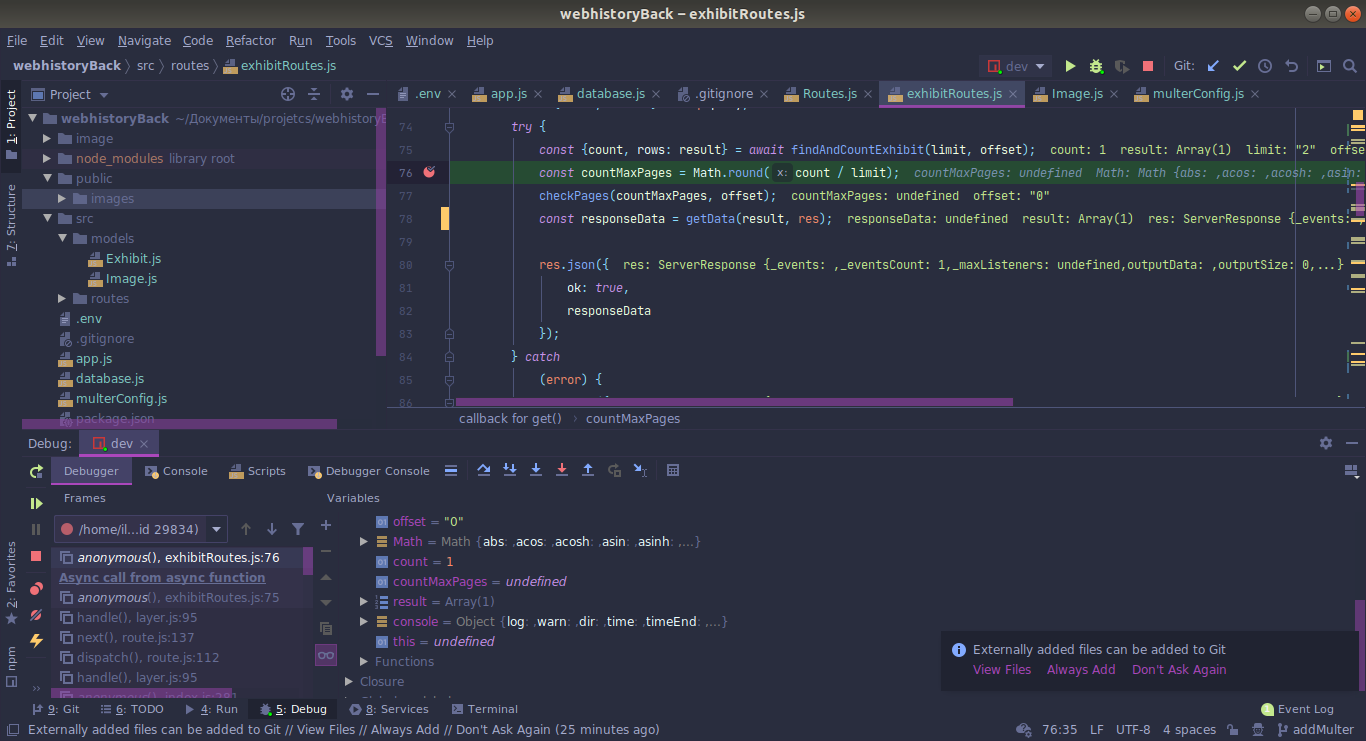 webhistoryBack – exhibitRoutes.js
File Edit View Navigate Code Refactor Run Tools VCS Window Help
webhistoryBack src routes exhibitRoutes.js dev Git:
Project .env app.js database.js .gitignore Routes.js exhibitRoutes.js Image.js multerConfig.js
1: Project
7: Structure
2: Favorites
npm
webhistoryBack ~/Документы/projetcs/webhistoryB
image
node_modules library root
public
images
src
models
Exhibit.js
Image.js
routes
.env
.gitignore
app.js
database.js
multerConfig.js
package.json
74 try {
75 const {count, rows: result} = await findAndCountExhibit(limit, offset); count: 1 result: Array(1) limit: "2" offse
76 const countMaxPages = Math.round( x: count / limit); countMaxPages: undefined Math: Math {abs: ,acos: ,acosh: ,asin:
77 checkPages(countMaxPages, offset); countMaxPages: undefined offset: "0"
78 const responseData = getData(result, res); responseData: undefined result: Array(1) res: ServerResponse {_events: ,
79
80 res.json({ res: ServerResponse {_events: ,_eventsCount: 1,_maxListeners: undefined,outputData: ,outputSize: 0,...}
81 ok: true,
82 responseData
83 });
84 } catch
85 (error) {
86
callback for get() countMaxPages
Debug: dev
Debugger Console Scripts Debugger Console
Frames
/home/il...id 29834)
anonymous(), exhibitRoutes.js:76
Async call from async function
anonymous(), exhibitRoutes.js:75
handle(), layer.js:95
next(), route.js:137
dispatch(), route.js:112
handle(), layer.js:95
anonymous(), index.js:281
Variables
offset = "0"
Math = Math {abs: ,acos: ,acosh: ,asin: ,asinh: ,...}
count = 1
countMaxPages = undefined
result = Array(1)
console = Object {log: ,warn: ,dir: ,time: ,timeEnd: ,...}
this = undefined
Functions
Closure
Externally added files can be added to Git
View Files Always Add Don't Ask Again
9: Git 6: TODO 4: Run 5: Debug 8: Services Terminal 1 Event Log
Externally added files can be added to Git // View Files // Always Add // Don't Ask Again (25 minutes ago) 76:35 LF UTF-8 4 spaces addMulter